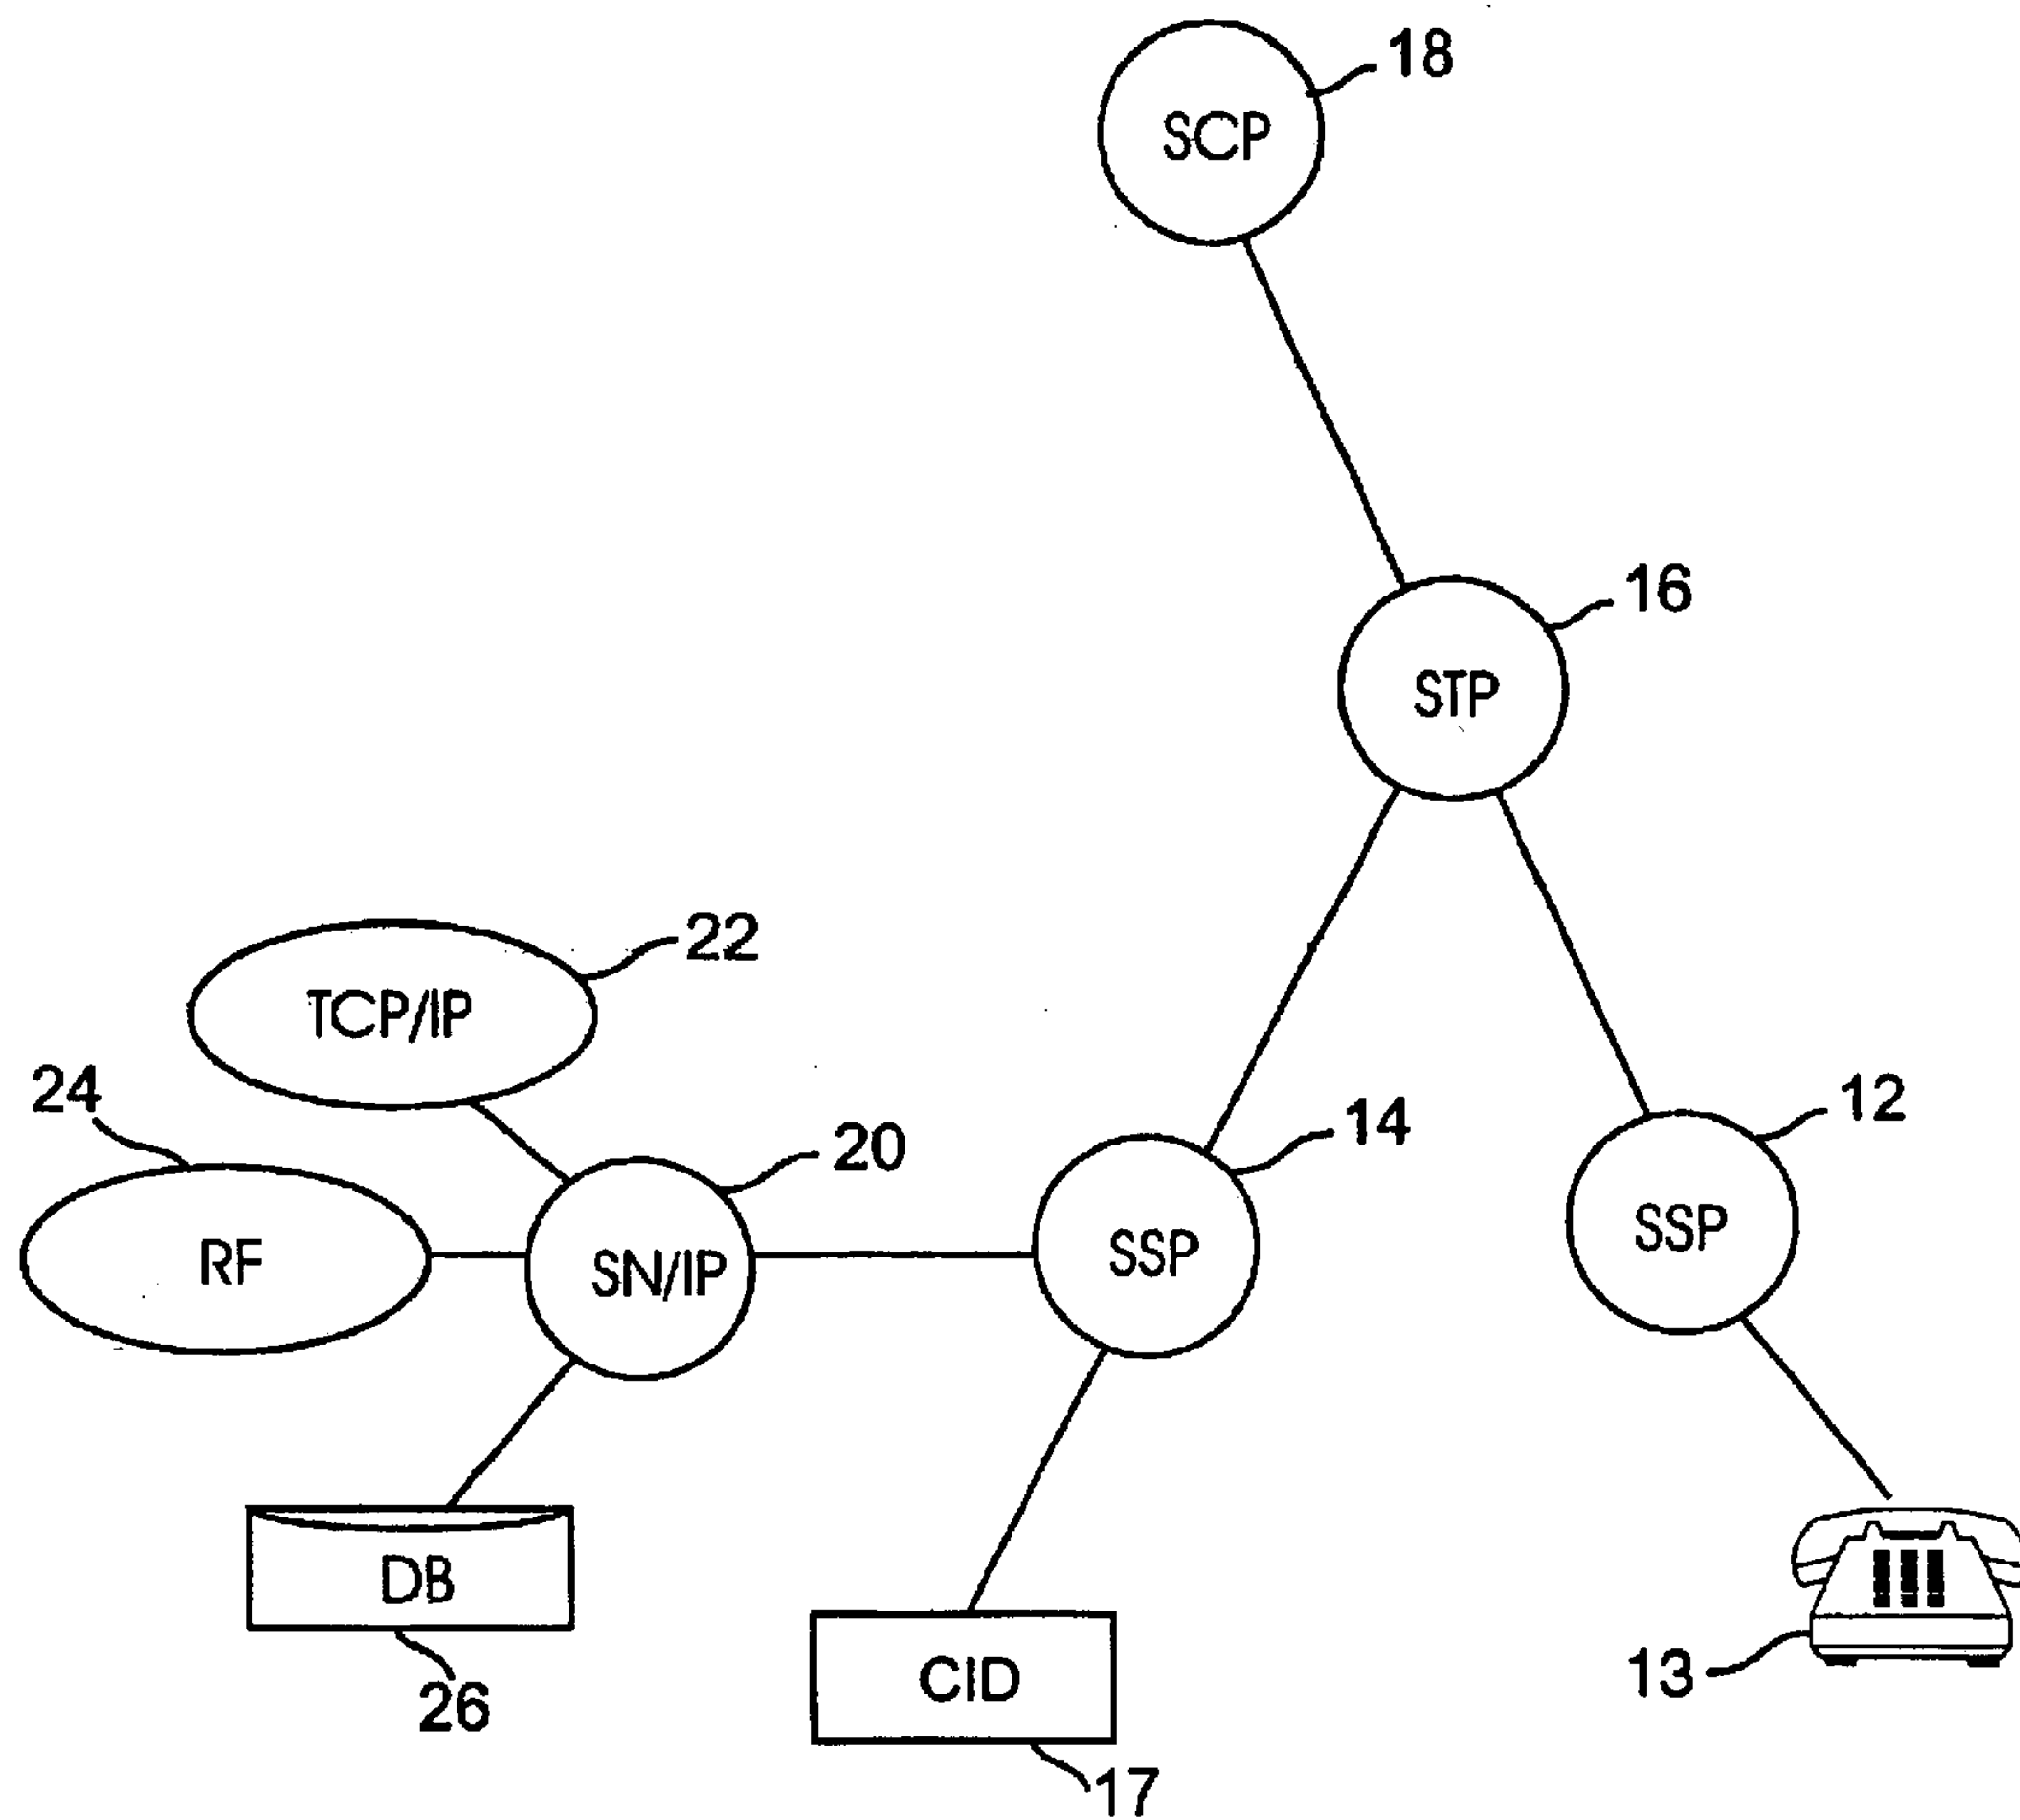 18
SCP
16
STP
22
TCP/IP
24
20
14
12
RF
SN/IP
SSP
SSP
DB
26
CID
13
17